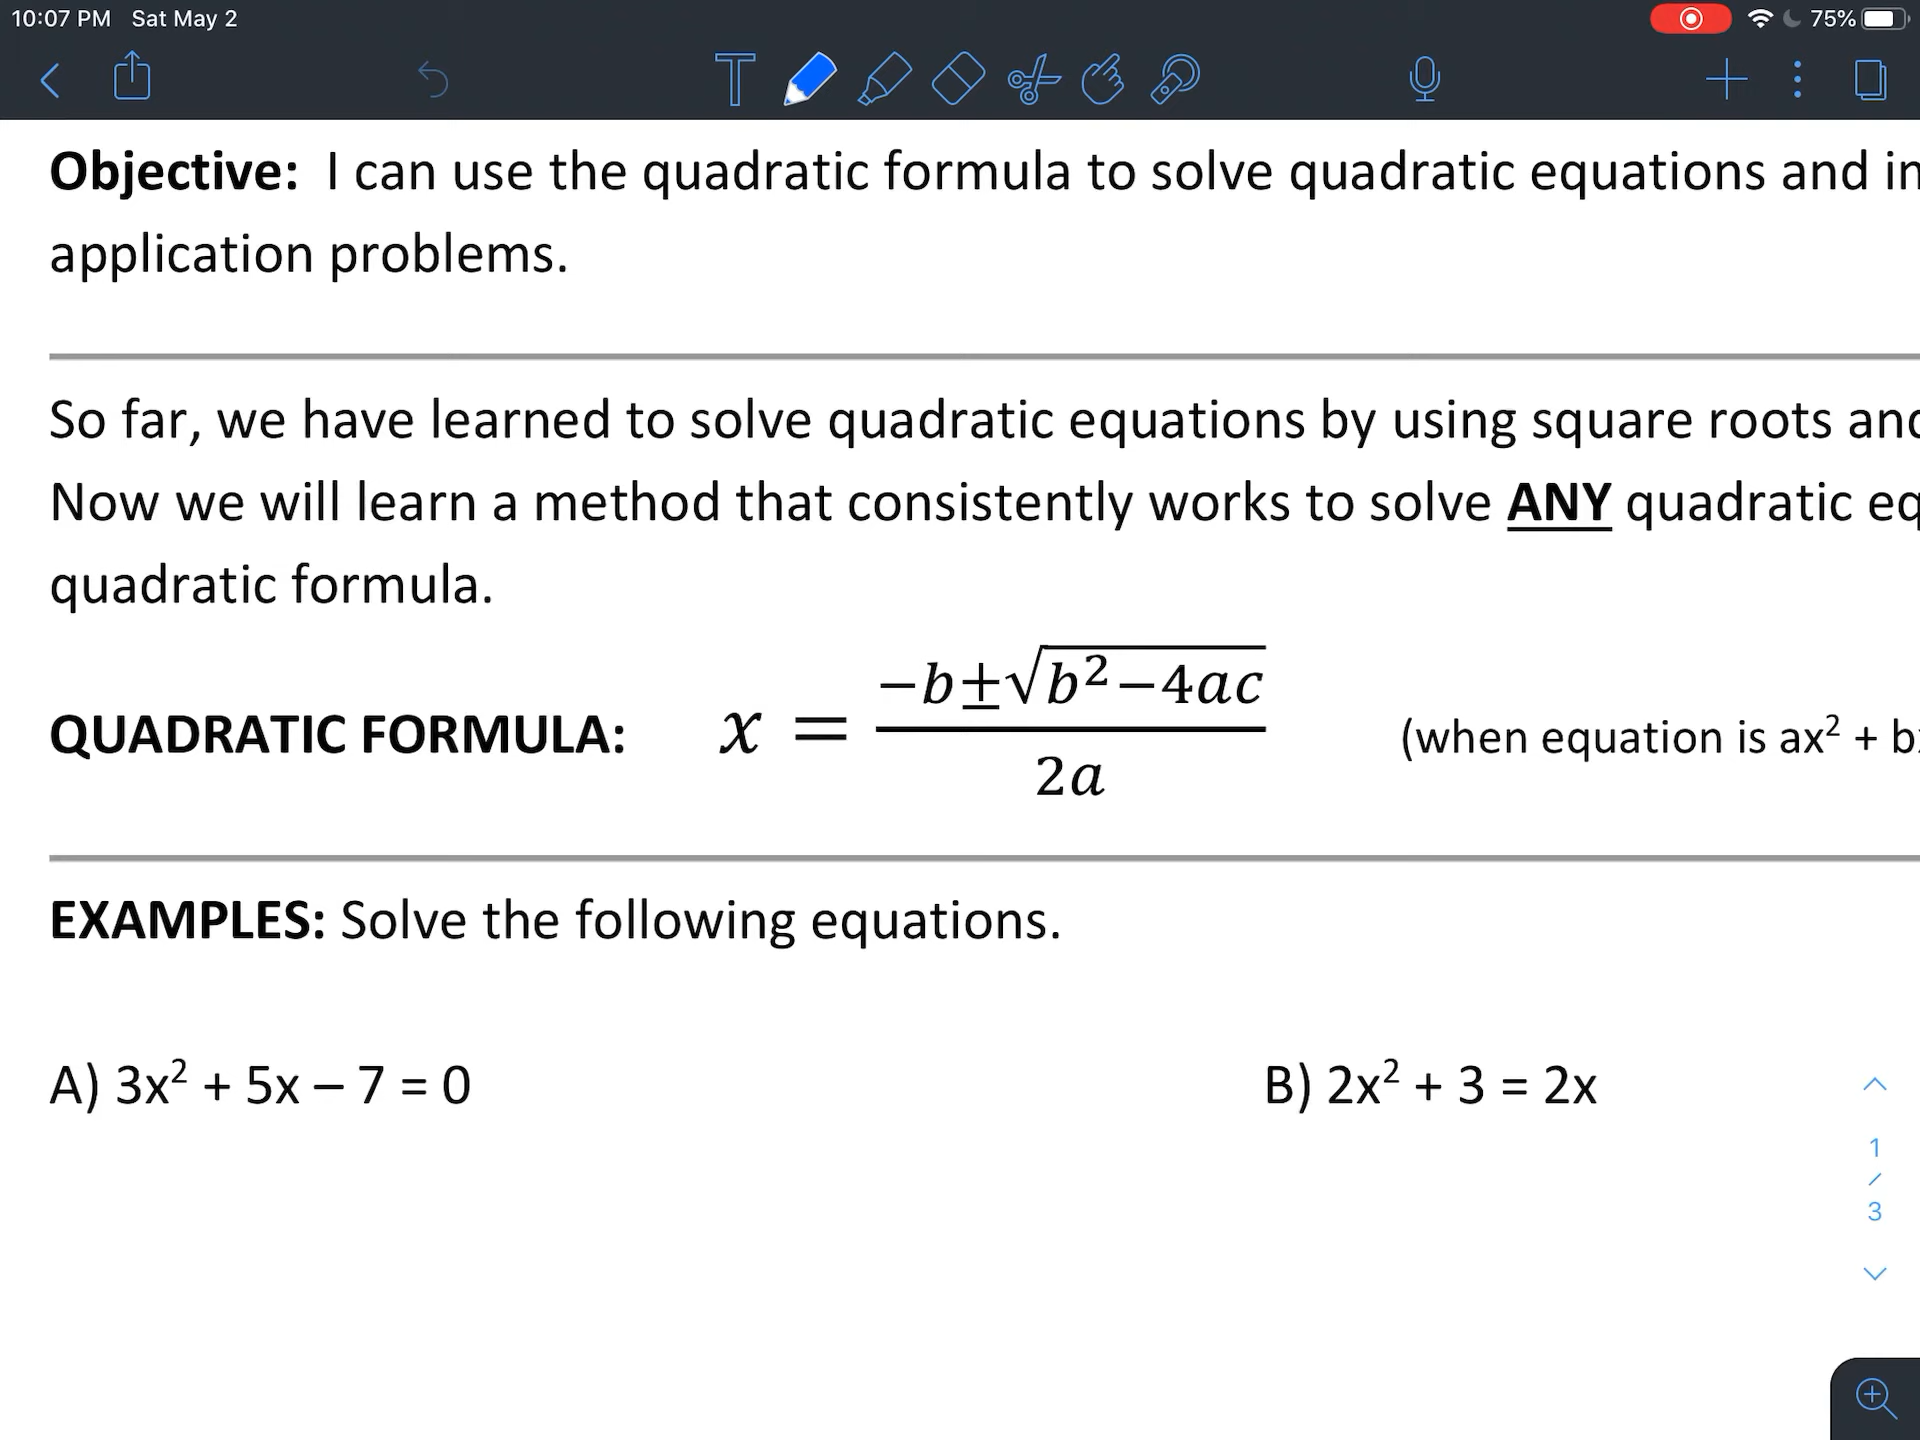 10:07 PM Sat May 2
75%
Objective: I can use the quadratic formula to solve quadratic equations and in
application problems.
So far, we have learned to solve quadratic equations by using square roots and
Now we will learn a method that consistently works to solve ANY quadratic eq
quadratic formula.
QUADRATIC FORMULA: x = (−b±√b²−4ac)/2a (when equation is ax² + bx
EXAMPLES: Solve the following equations.
A) 3x² + 5x – 7 = 0 B) 2x² + 3 = 2x
1
/
3